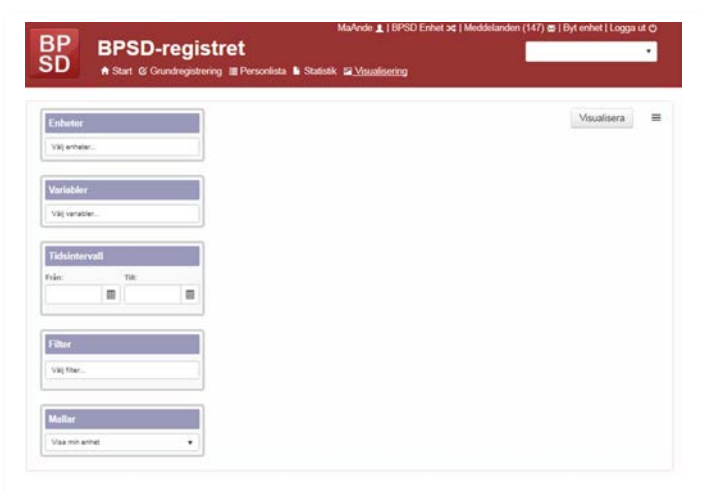 MaAnde | BPSD Enhet | Meddelanden (147) | Byt enhet | Logga ut
BP
SD
BPSD-registret
Start Grundregistrering Personlista Statistik Visualisering
Enheter
Välj enheter...
Visualisera
Variabler
Välj variabler...
Tidsintervall
Från: Till:
Filter
Välj filter...
Mallar
Visa min enhet